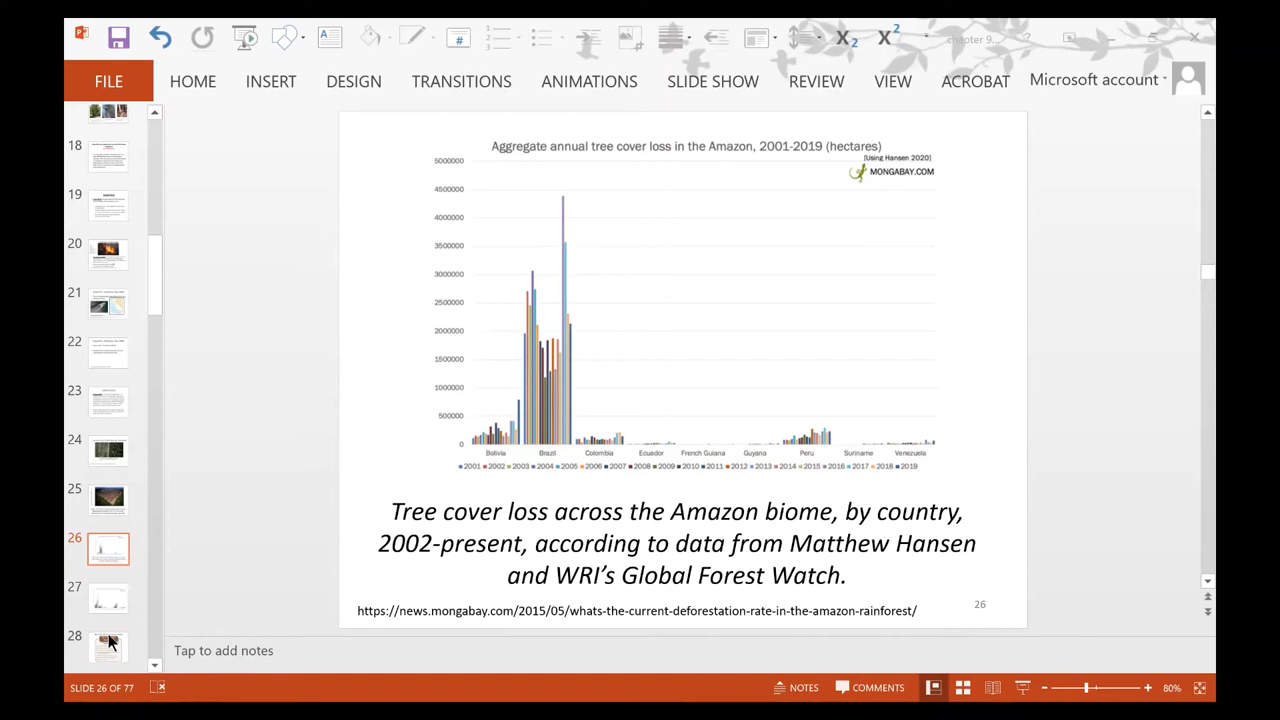 chapter 9...
FILE HOME INSERT DESIGN TRANSITIONS ANIMATIONS SLIDE SHOW REVIEW VIEW ACROBAT Microsoft account
18
19
20
21
22
23
24
25
26
27
28
Aggregate annual tree cover loss in the Amazon, 2001-2019 (hectares)
[Using Hansen 2020]
MONGABAY.COM
5000000
4500000
4000000
3500000
3000000
2500000
2000000
1500000
1000000
500000
0
Bolivia Brazil Colombia Ecuador French Guiana Guyana Peru Suriname Venezuela
2001 2002 2003 2004 2005 2006 2007 2008 2009 2010 2011 2012 2013 2014 2015 2016 2017 2018 2019
Tree cover loss across the Amazon biome, by country,
2002-present, according to data from Matthew Hansen
and WRI’s Global Forest Watch.
https://news.mongabay.com/2015/05/whats-the-current-deforestation-rate-in-the-amazon-rainforest/
26
Tap to add notes
SLIDE 26 OF 77 NOTES COMMENTS 80%